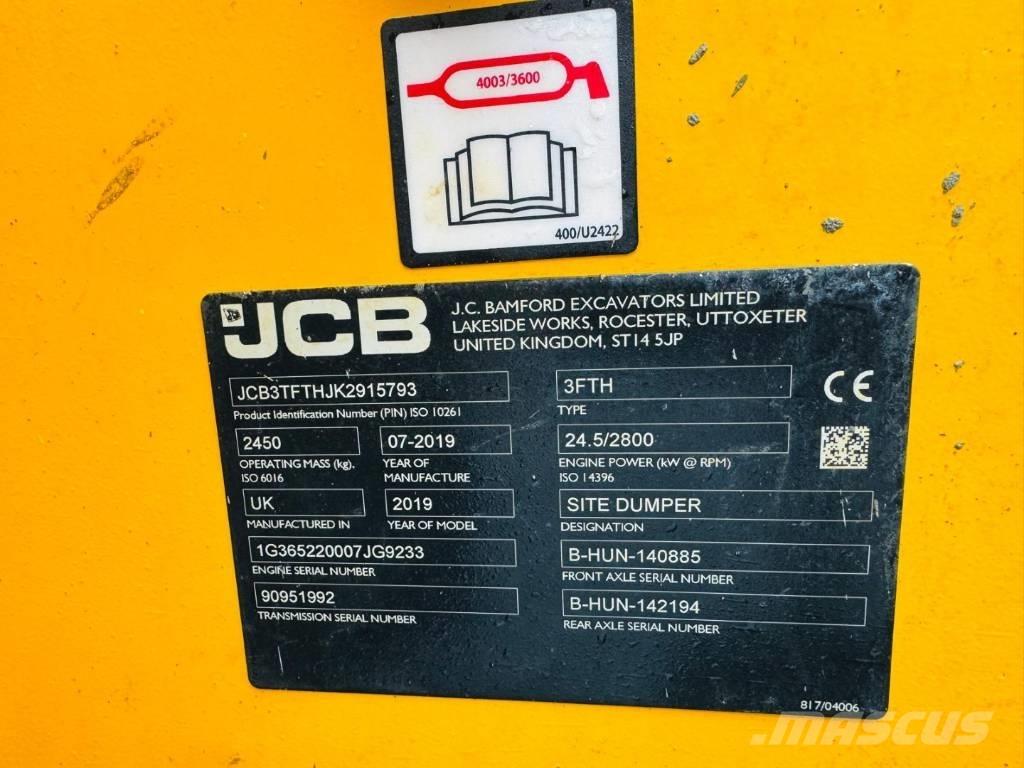 4003/3600
400/U2422
JCB
J.C. BAMFORD EXCAVATORS LIMITED
LAKESIDE WORKS, ROCESTER, UTTOXETER
UNITED KINGDOM, ST14 5JP
JCB3TFTHJK2915793
Product Identification Number (PIN) ISO 10261
3FTH
TYPE
CE
2450
OPERATING MASS (kg),
ISO 6016
07-2019
YEAR OF
MANUFACTURE
24.5/2800
ENGINE POWER (kW @ RPM)
ISO 14396
UK
MANUFACTURED IN
2019
YEAR OF MODEL
SITE DUMPER
DESIGNATION
1G365220007JG9233
ENGINE SERIAL NUMBER
B-HUN-140885
FRONT AXLE SERIAL NUMBER
90951992
TRANSMISSION SERIAL NUMBER
B-HUN-142194
REAR AXLE SERIAL NUMBER
817/04006
MASCUS